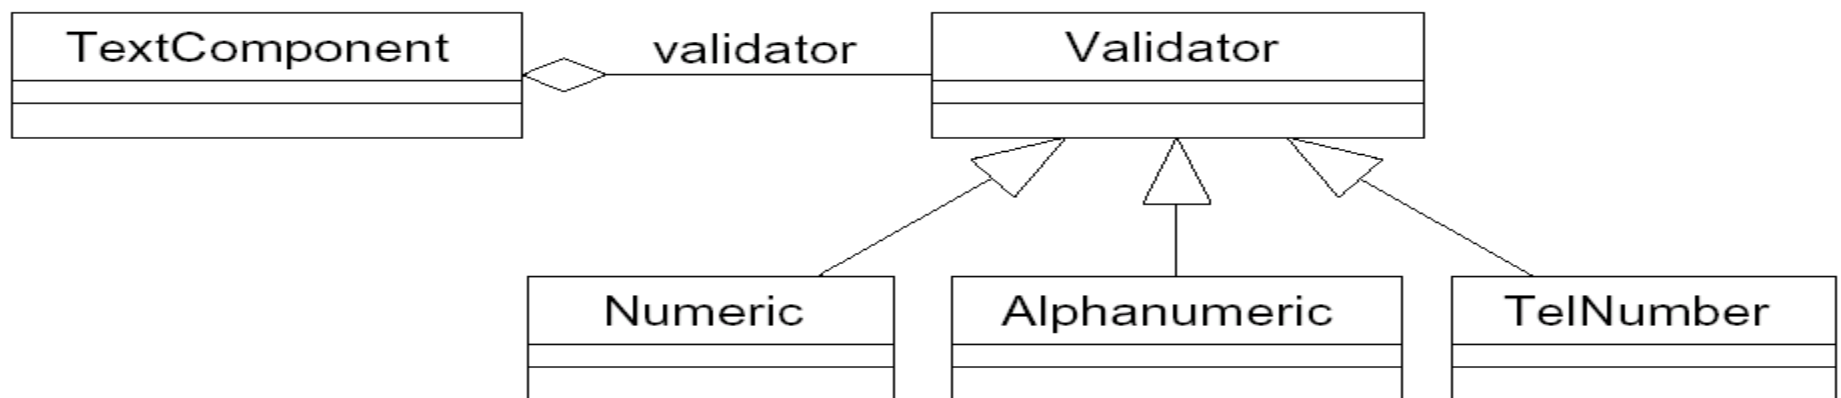 TextComponent
validator
Validator
Numeric
Alphanumeric
TelNumber